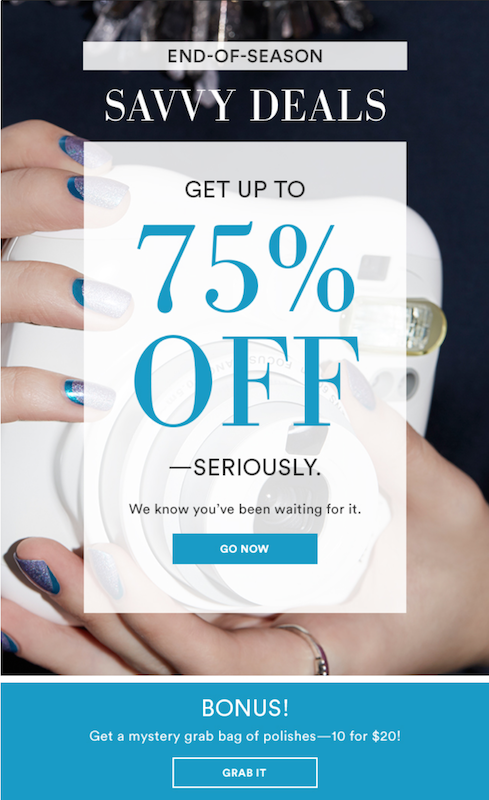 END-OF-SEASON
SAVVY DEALS
GET UP TO
75%
OFF
—SERIOUSLY.
We know you've been waiting for it.
GO NOW
BONUS!
Get a mystery grab bag of polishes—10 for $20!
GRAB IT